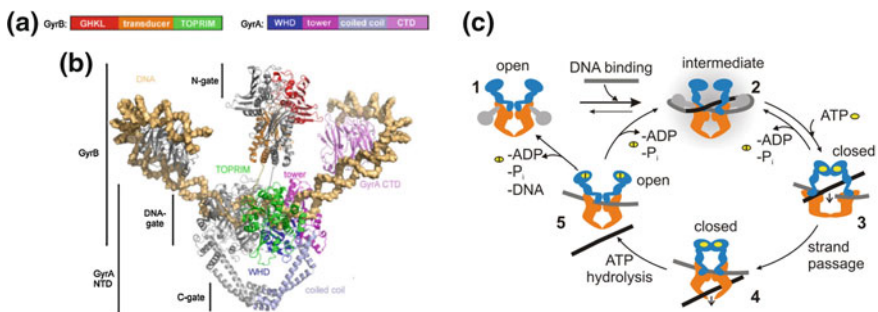 (a)
GyrB: GHKL transducer TOPRIM
GyrA: WHD tower coiled coil CTD
(b)
DNA
N-gate
GyrB
TOPRIM
tower
GyrA CTD
DNA-
gate
GyrA
NTD
WHD
C-gate
coiled coil
(c)
open
1
DNA binding
intermediate
2
ATP
-ADP
-Pi
closed
3
strand
passage
closed
4
ATP
hydrolysis
open
5
-ADP
-Pi
-DNA
-ADP
-Pi